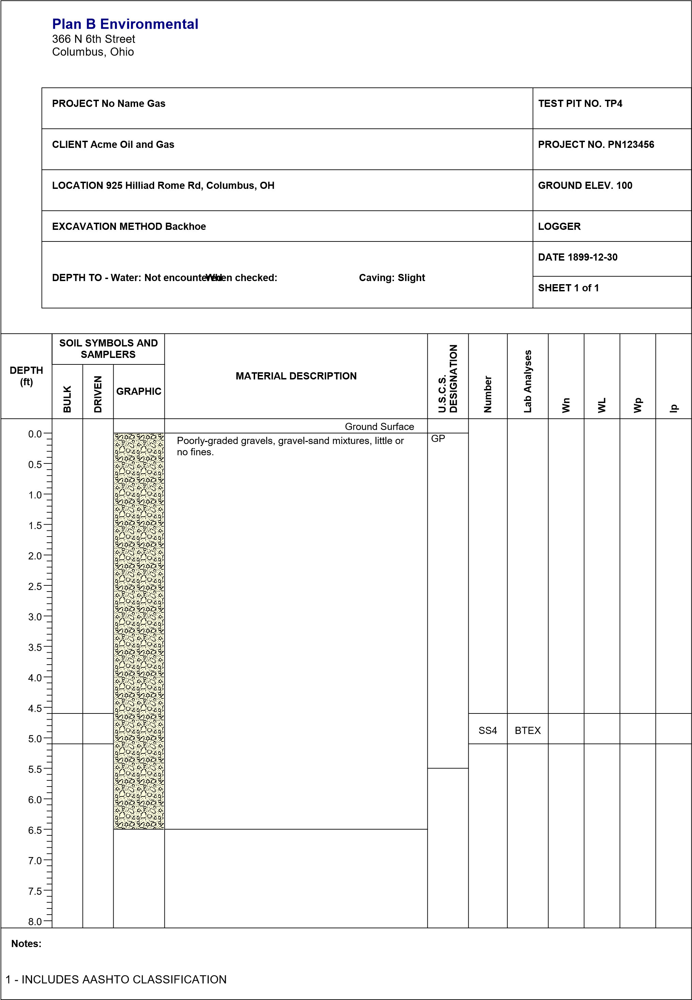 Plan B Environmental
366 N 6th Street
Columbus, Ohio
PROJECT No Name Gas
TEST PIT NO. TP4
CLIENT Acme Oil and Gas
PROJECT NO. PN123456
LOCATION 925 Hilliad Rome Rd, Columbus, OH
GROUND ELEV. 100
EXCAVATION METHOD Backhoe
LOGGER
DATE 1899-12-30
DEPTH TO - Water: Not encountered When checked: Caving: Slight
SHEET 1 of 1
DEPTH
(ft)
SOIL SYMBOLS AND
SAMPLERS
BULK
DRIVEN
GRAPHIC
MATERIAL DESCRIPTION
U.S.C.S.
DESIGNATION
Number
Lab Analyses
Wn
WL
Wp
Ip
Ground Surface
0.0
Poorly-graded gravels, gravel-sand mixtures, little or
no fines.
GP
0.5
1.0
1.5
2.0
2.5
3.0
3.5
4.0
4.5
SS4 BTEX
5.0
5.5
6.0
6.5
7.0
7.5
8.0
Notes:
1 - INCLUDES AASHTO CLASSIFICATION